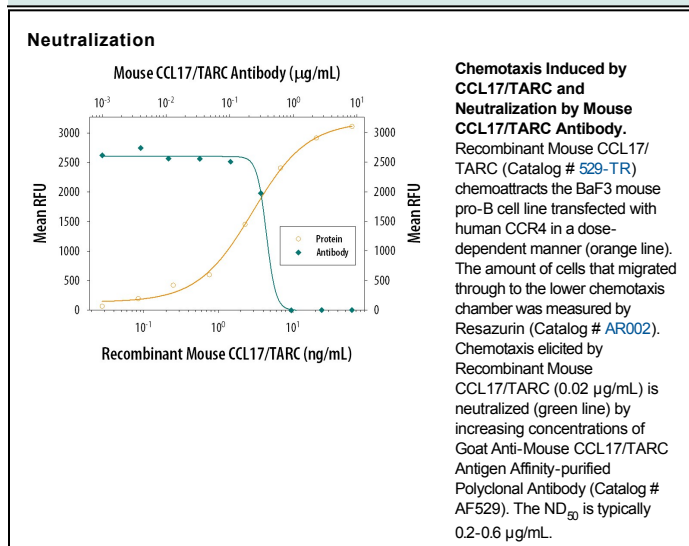 Neutralization
Mouse CCL17/TARC Antibody (µg/mL)
10⁻³ 10⁻² 10⁻¹ 10⁰ 10¹
Mean RFU
3000 3000
2500 2500
2000 2000
1500 1500
1000 1000
500 500
0 0
Mean RFU
Protein
Antibody
10⁻¹ 10⁰ 10¹
Recombinant Mouse CCL17/TARC (ng/mL)
Chemotaxis Induced by
CCL17/TARC and
Neutralization by Mouse
CCL17/TARC Antibody.
Recombinant Mouse CCL17/
TARC (Catalog # 529-TR)
chemoattracts the BaF3 mouse
pro-B cell line transfected with
human CCR4 in a dose-
dependent manner (orange line).
The amount of cells that migrated
through to the lower chemotaxis
chamber was measured by
Resazurin (Catalog # AR002).
Chemotaxis elicited by
Recombinant Mouse
CCL17/TARC (0.02 µg/mL) is
neutralized (green line) by
increasing concentrations of
Goat Anti-Mouse CCL17/TARC
Antigen Affinity-purified
Polyclonal Antibody (Catalog #
AF529). The ND₅₀ is typically
0.2-0.6 µg/mL.